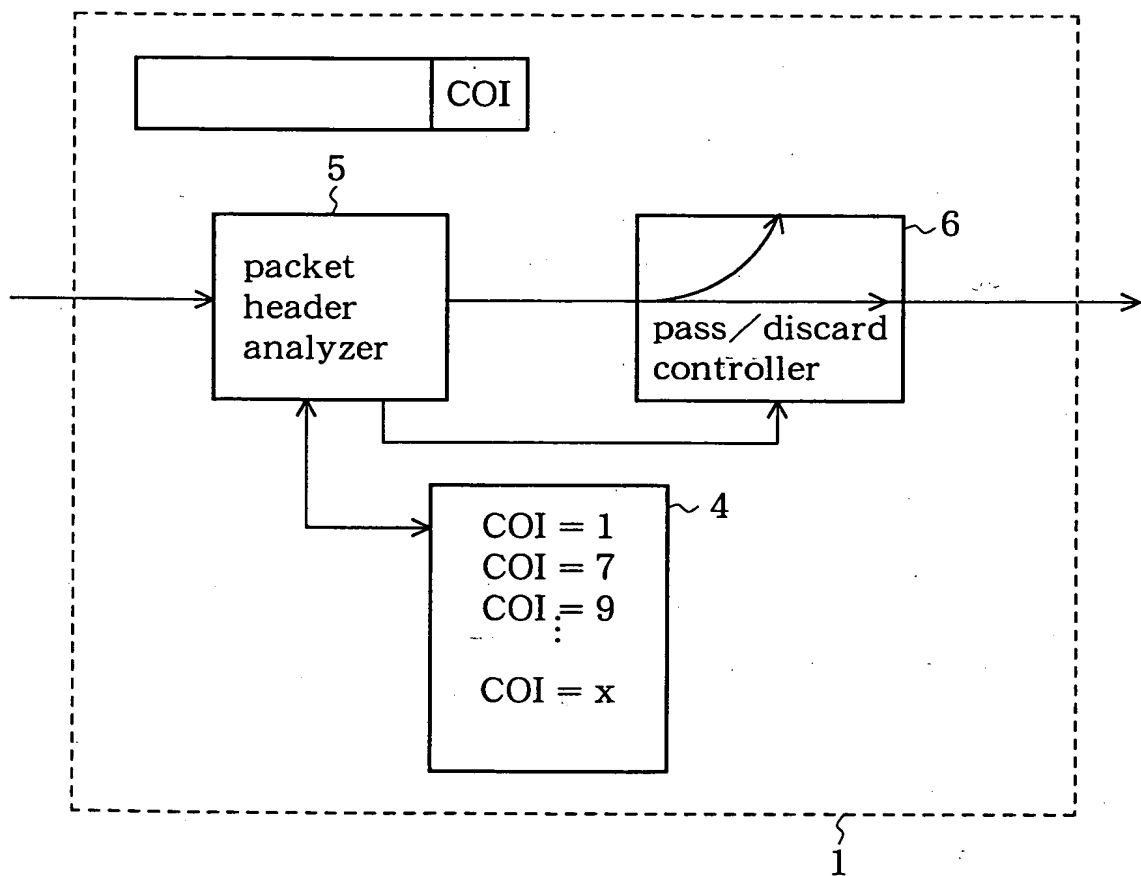 COI
5
packet
header
analyzer
6
pass／discard
controller
4
COI = 1
COI = 7
COI = 9
⋮
COI = x
1